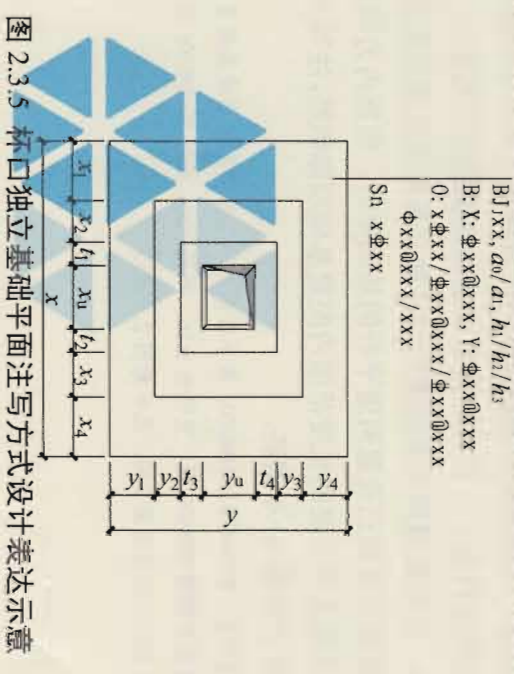 BJJxx, a0/a1, h1/h2/h3
B: X: ⏀xx@xxx, Y: ⏀xx@xxx
O: x⏀xx/⏀xx@xxx/⏀xx@xxx
ϕxx@xxx/xxx
Sn x⏀xx
x1 x2 t1 xu t2 x3 x4
x
y1 y2 t3 yu t4 y3 y4
y
图 2.3.5 杯口独立基础平面注写方式设计表达示意